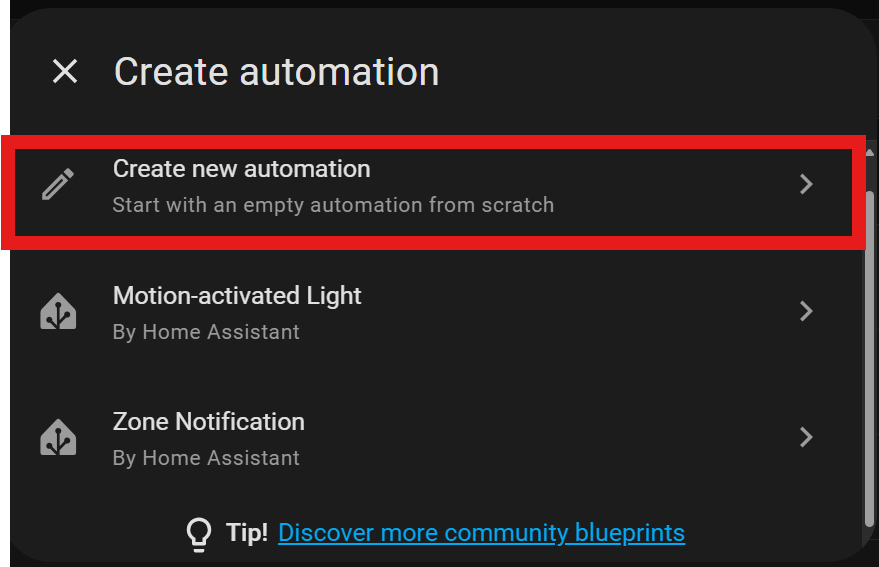 Create automation
Create new automation
Start with an empty automation from scratch
Motion-activated Light
By Home Assistant
Zone Notification
By Home Assistant
Tip! Discover more community blueprints